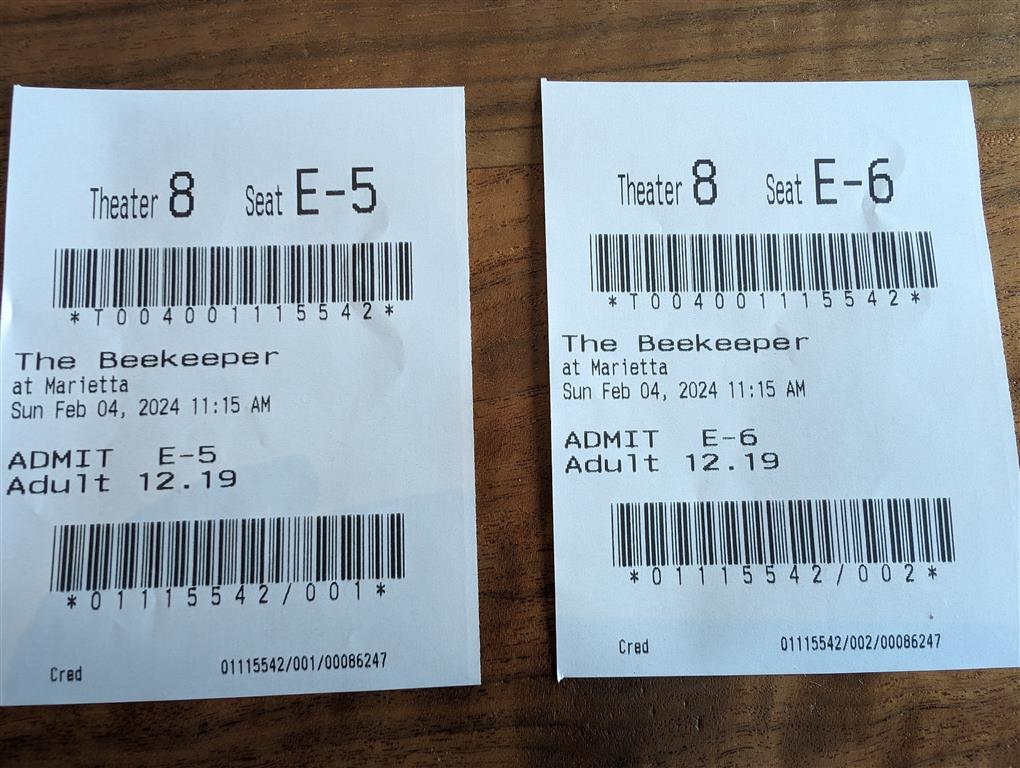 Theater 8 Seat E-5
*T004001115542*
The Beekeeper
at Marietta
Sun Feb 04, 2024 11:15 AM
ADMIT E-5
Adult 12.19
*01115542/001*
Cred 01115542/001/00086247
Theater 8 Seat E-6
*T004001115542*
The Beekeeper
at Marietta
Sun Feb 04, 2024 11:15 AM
ADMIT E-6
Adult 12.19
*01115542/002*
Cred 01115542/002/00086247